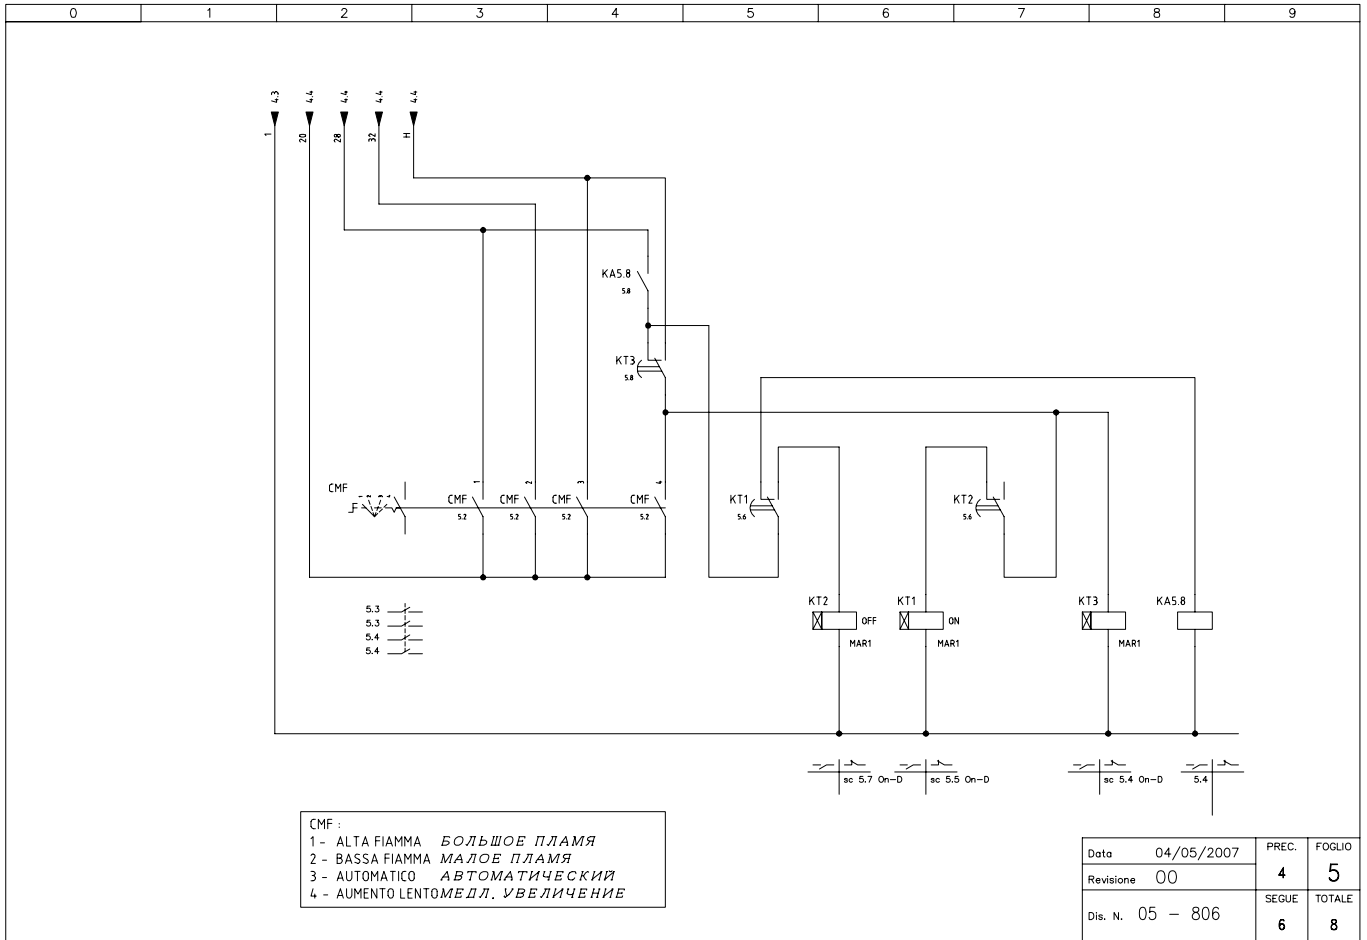 0 1 2 3 4 5 6 7 8 9
4.3 4.4 4.4 4.4 4.4
1 20 28 32 H
KA5.8
5.8
KT3
5.8
CMF
1 2 3 4
CMF CMF CMF CMF
5.2 5.2 5.2 5.2
KT1
5.6
KT2
5.6
5.3
5.3
5.4
5.4
KT2 KT1 KT3 KA5.8
OFF ON
MAR1 MAR1 MAR1
sc 5.7 On-D sc 5.5 On-D sc 5.4 On-D 5.4
CMF :
1 - ALTA FIAMMA БОЛЬШОЕ ПЛАМЯ
2 - BASSA FIAMMA МАЛОЕ ПЛАМЯ
3 - AUTOMATICO АВТОМАТИЧЕСКИЙ
4 - AUMENTO LENTO МЕДЛ. УВЕЛИЧЕНИЕ
Data 04/05/2007
Revisione 00
Dis. N. 05 - 806
PREC. FOGLIO
4 5
SEGUE TOTALE
6 8